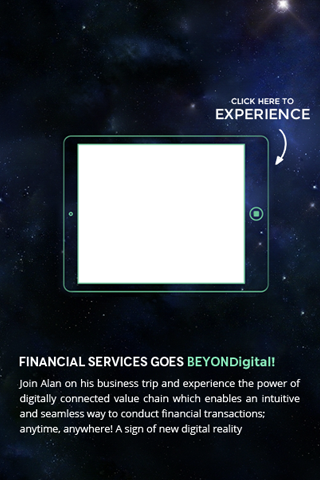 CLICK HERE TO
EXPERIENCE
FINANCIAL SERVICES GOES BEYONDigital!
Join Alan on his business trip and experience the power of
digitally connected value chain which enables an intuitive
and seamless way to conduct financial transactions;
anytime, anywhere! A sign of new digital reality